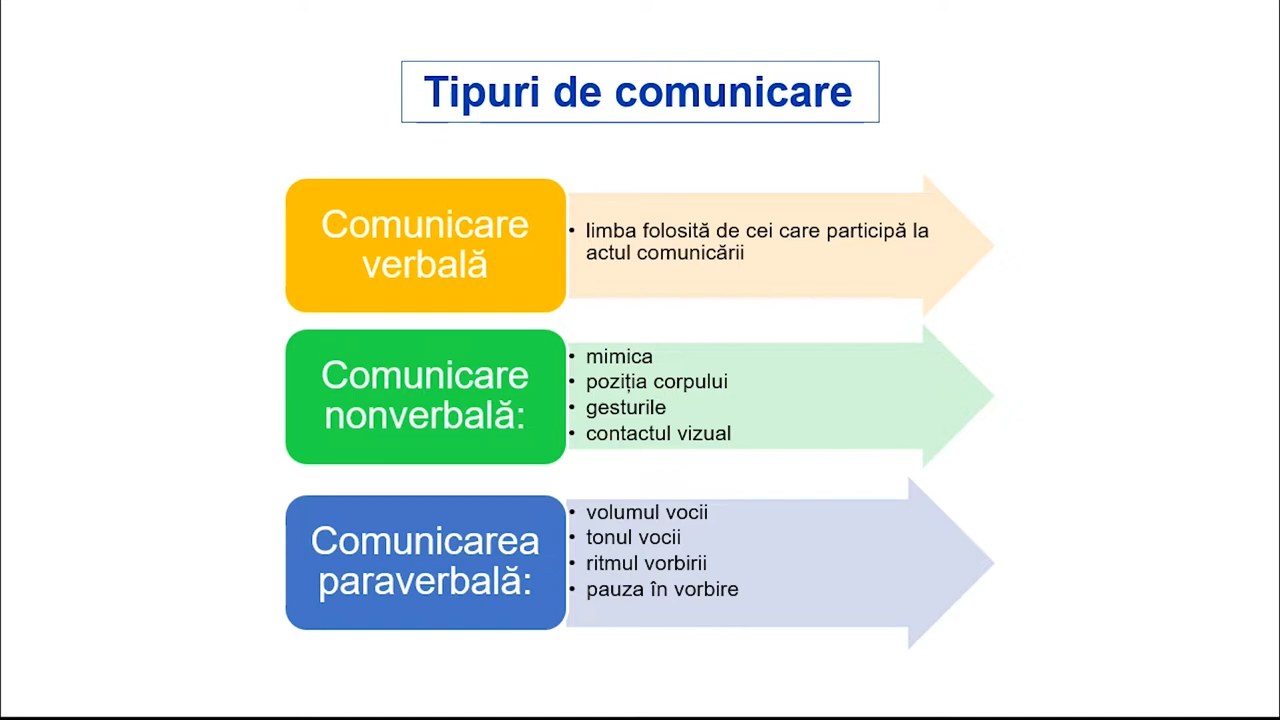 Tipuri de comunicare
Comunicare
verbală
• limba folosită de cei care participă la
actul comunicării
Comunicare
nonverbală:
• mimica
• poziția corpului
• gesturile
• contactul vizual
Comunicarea
paraverbală:
• volumul vocii
• tonul vocii
• ritmul vorbirii
• pauza în vorbire